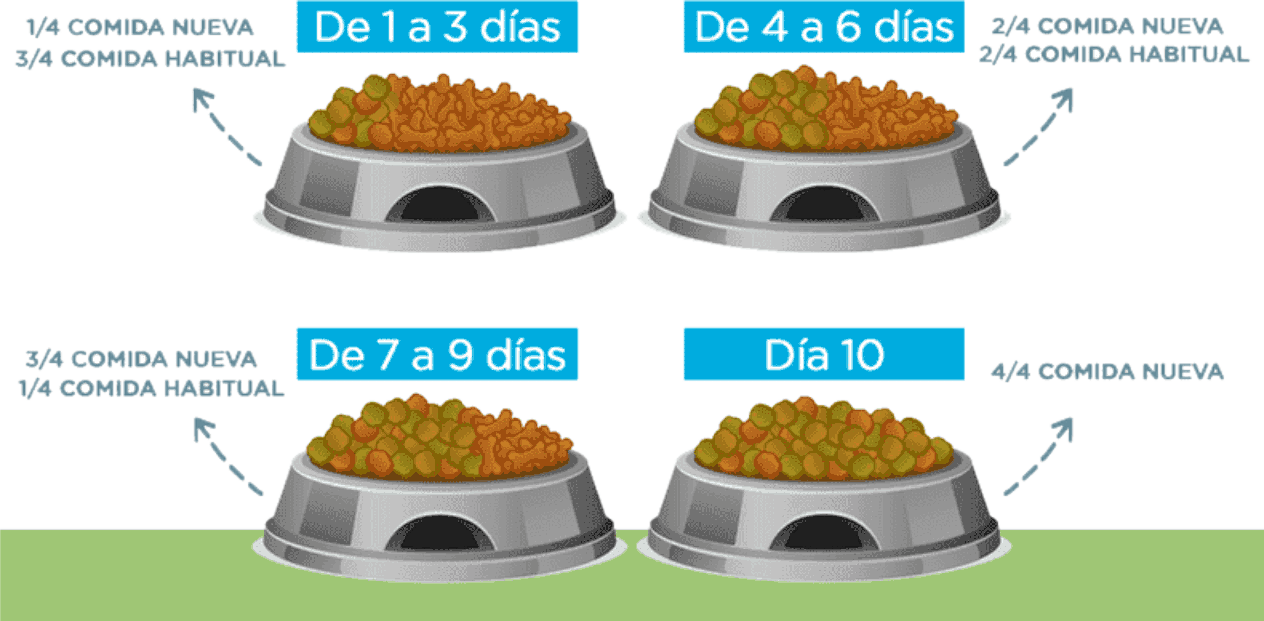 1/4 COMIDA NUEVA
3/4 COMIDA HABITUAL
De 1 a 3 días
De 4 a 6 días
2/4 COMIDA NUEVA
2/4 COMIDA HABITUAL
3/4 COMIDA NUEVA
1/4 COMIDA HABITUAL
De 7 a 9 días
Día 10
4/4 COMIDA NUEVA